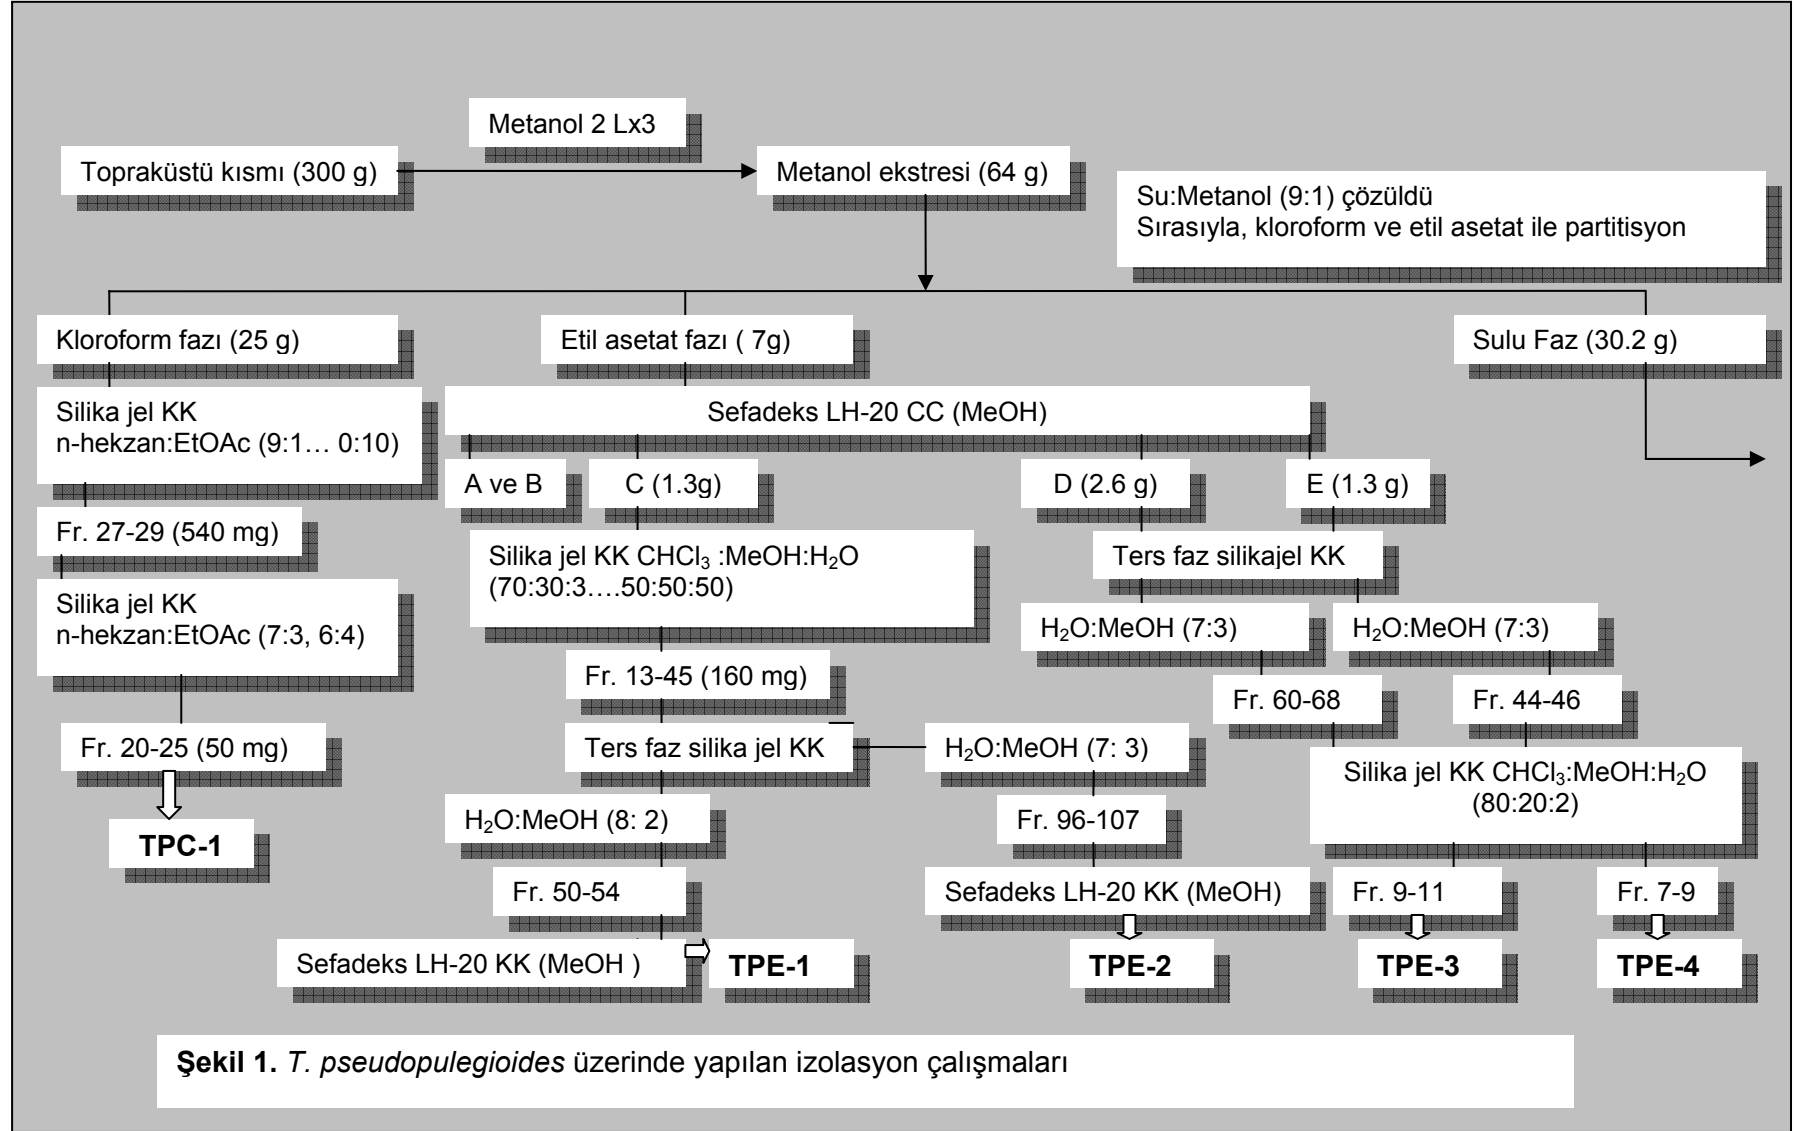 Metanol 2 Lx3
Topraküstü kısmı (300 g)
Metanol ekstresi (64 g)
Su:Metanol (9:1) çözüldü
Sırasıyla, kloroform ve etil asetat ile partitisyon
Kloroform fazı (25 g)
Etil asetat fazı ( 7g)
Sulu Faz (30.2 g)
Silika jel KK
n-hekzan:EtOAc (9:1… 0:10)
Sefadeks LH-20 CC (MeOH)
A ve B
C (1.3g)
D (2.6 g)
E (1.3 g)
Fr. 27-29 (540 mg)
Silika jel KK CHCl₃ :MeOH:H₂O
(70:30:3….50:50:50)
Ters faz silikajel KK
Silika jel KK
n-hekzan:EtOAc (7:3, 6:4)
H₂O:MeOH (7:3)
H₂O:MeOH (7:3)
Fr. 13-45 (160 mg)
Fr. 60-68
Fr. 44-46
Fr. 20-25 (50 mg)
Ters faz silika jel KK
H₂O:MeOH (7: 3)
Silika jel KK CHCl₃:MeOH:H₂O
(80:20:2)
TPC-1
H₂O:MeOH (8: 2)
Fr. 96-107
Fr. 50-54
Sefadeks LH-20 KK (MeOH)
Fr. 9-11
Fr. 7-9
Sefadeks LH-20 KK (MeOH )
TPE-1
TPE-2
TPE-3
TPE-4
Şekil 1. T. pseudopulegioides üzerinde yapılan izolasyon çalışmaları